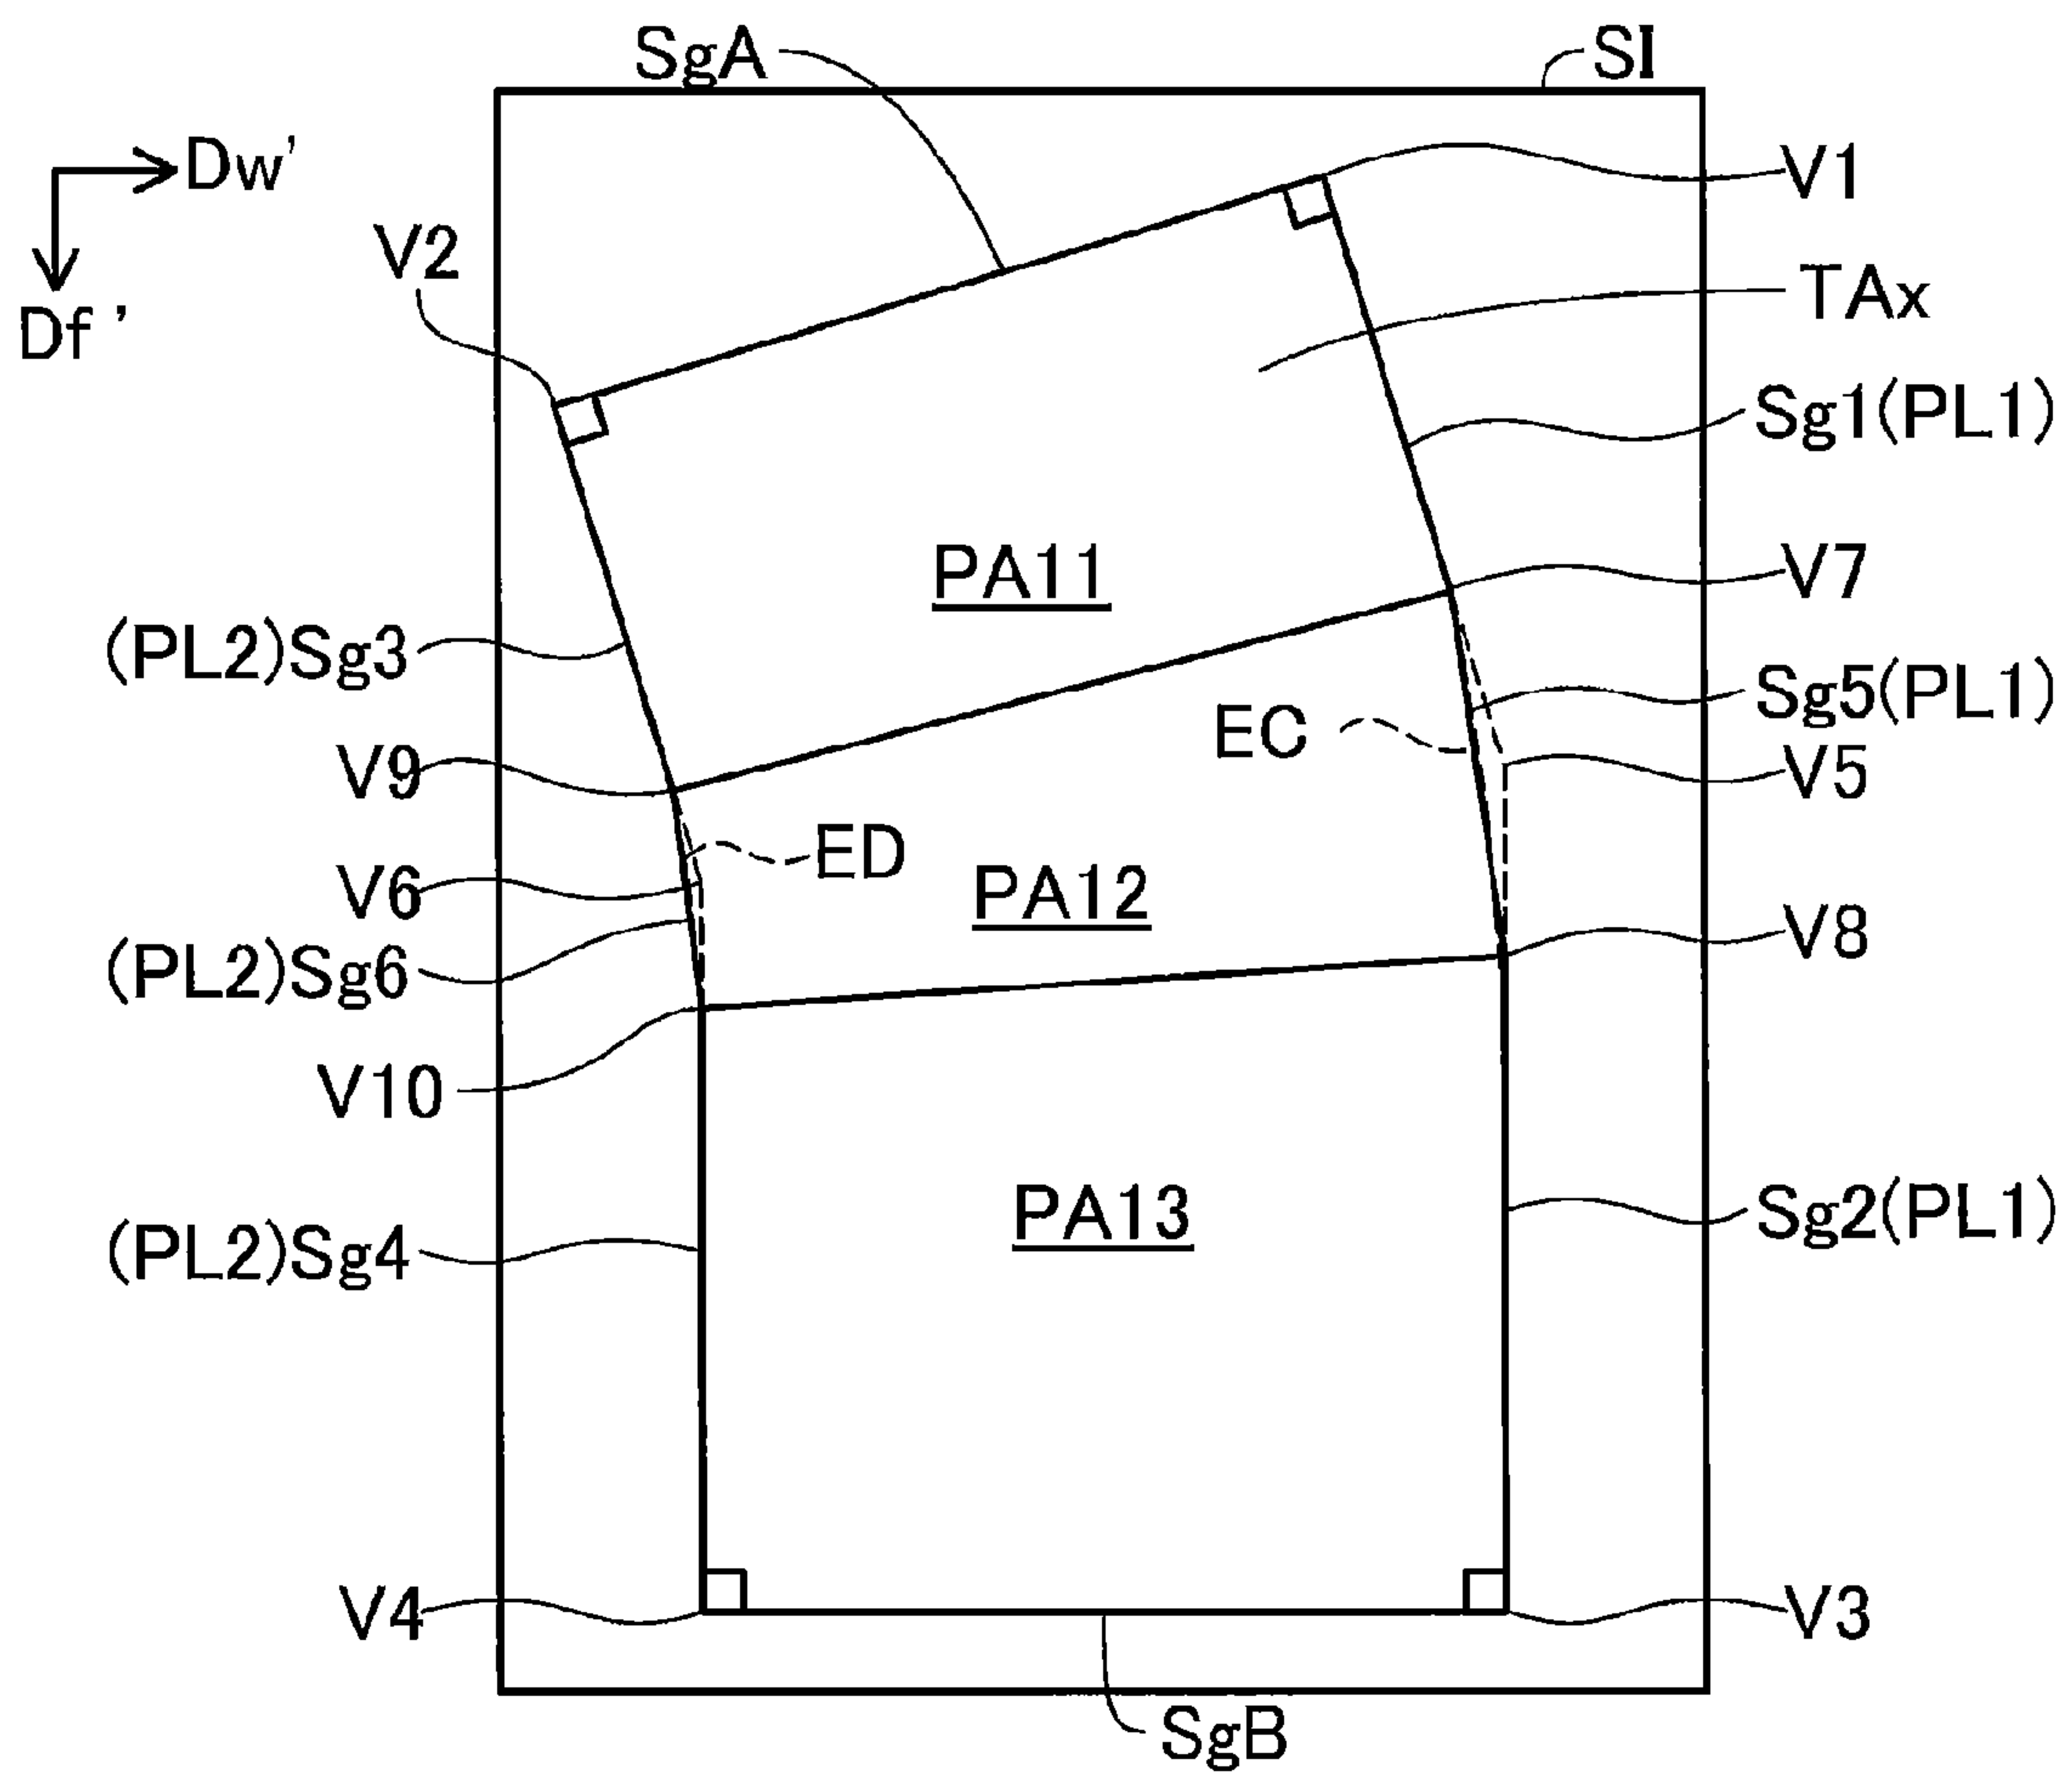 SgA
SI
Dw'
V1
V2
TAx
Df'
Sg1(PL1)
PA11
V7
(PL2)Sg3
Sg5(PL1)
EC
V9
V5
ED
V6
PA12
V8
(PL2)Sg6
V10
PA13
Sg2(PL1)
(PL2)Sg4
V4
V3
SgB